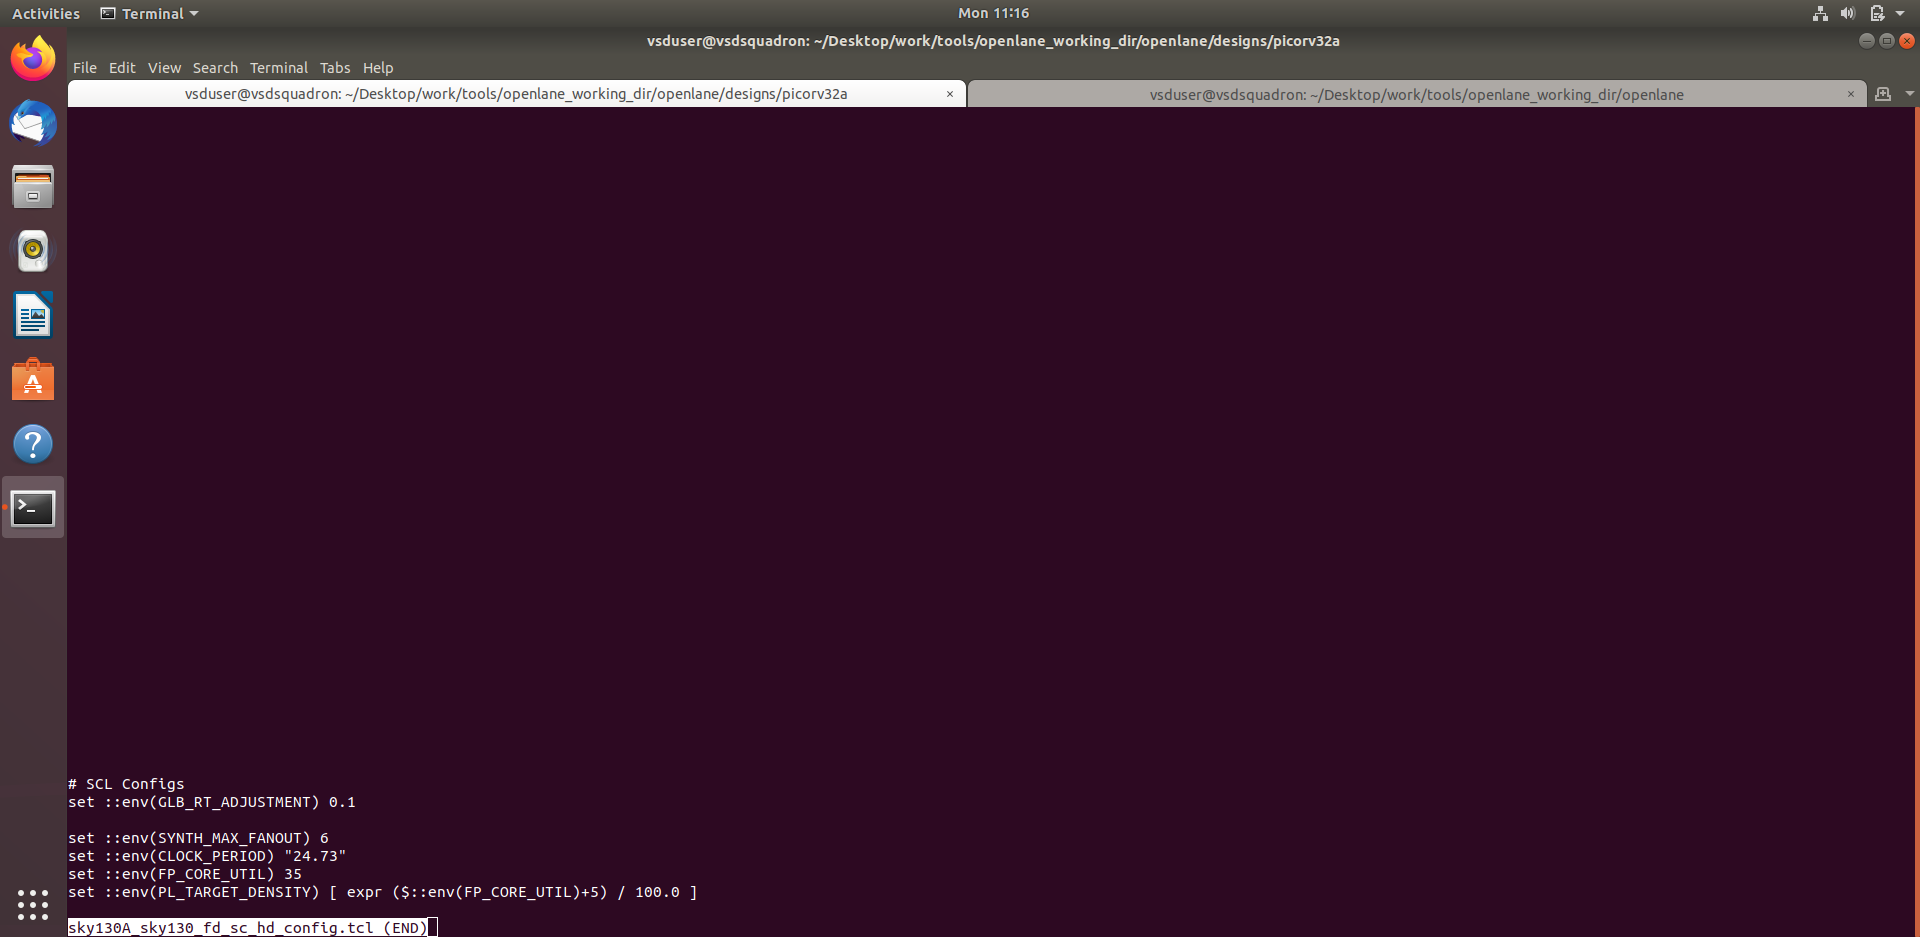 Activities
Terminal
Mon 11:16
vsduser@vsdsquadron: ~/Desktop/work/tools/openlane_working_dir/openlane/designs/picorv32a
File Edit View Search Terminal Tabs Help
vsduser@vsdsquadron: ~/Desktop/work/tools/openlane_working_dir/openlane/designs/picorv32a ×
vsduser@vsdsquadron: ~/Desktop/work/tools/openlane_working_dir/openlane ×
# SCL Configs
set ::env(GLB_RT_ADJUSTMENT) 0.1
set ::env(SYNTH_MAX_FANOUT) 6
set ::env(CLOCK_PERIOD) "24.73"
set ::env(FP_CORE_UTIL) 35
set ::env(PL_TARGET_DENSITY) [ expr ($::env(FP_CORE_UTIL)+5) / 100.0 ]
sky130A_sky130_fd_sc_hd_config.tcl (END)